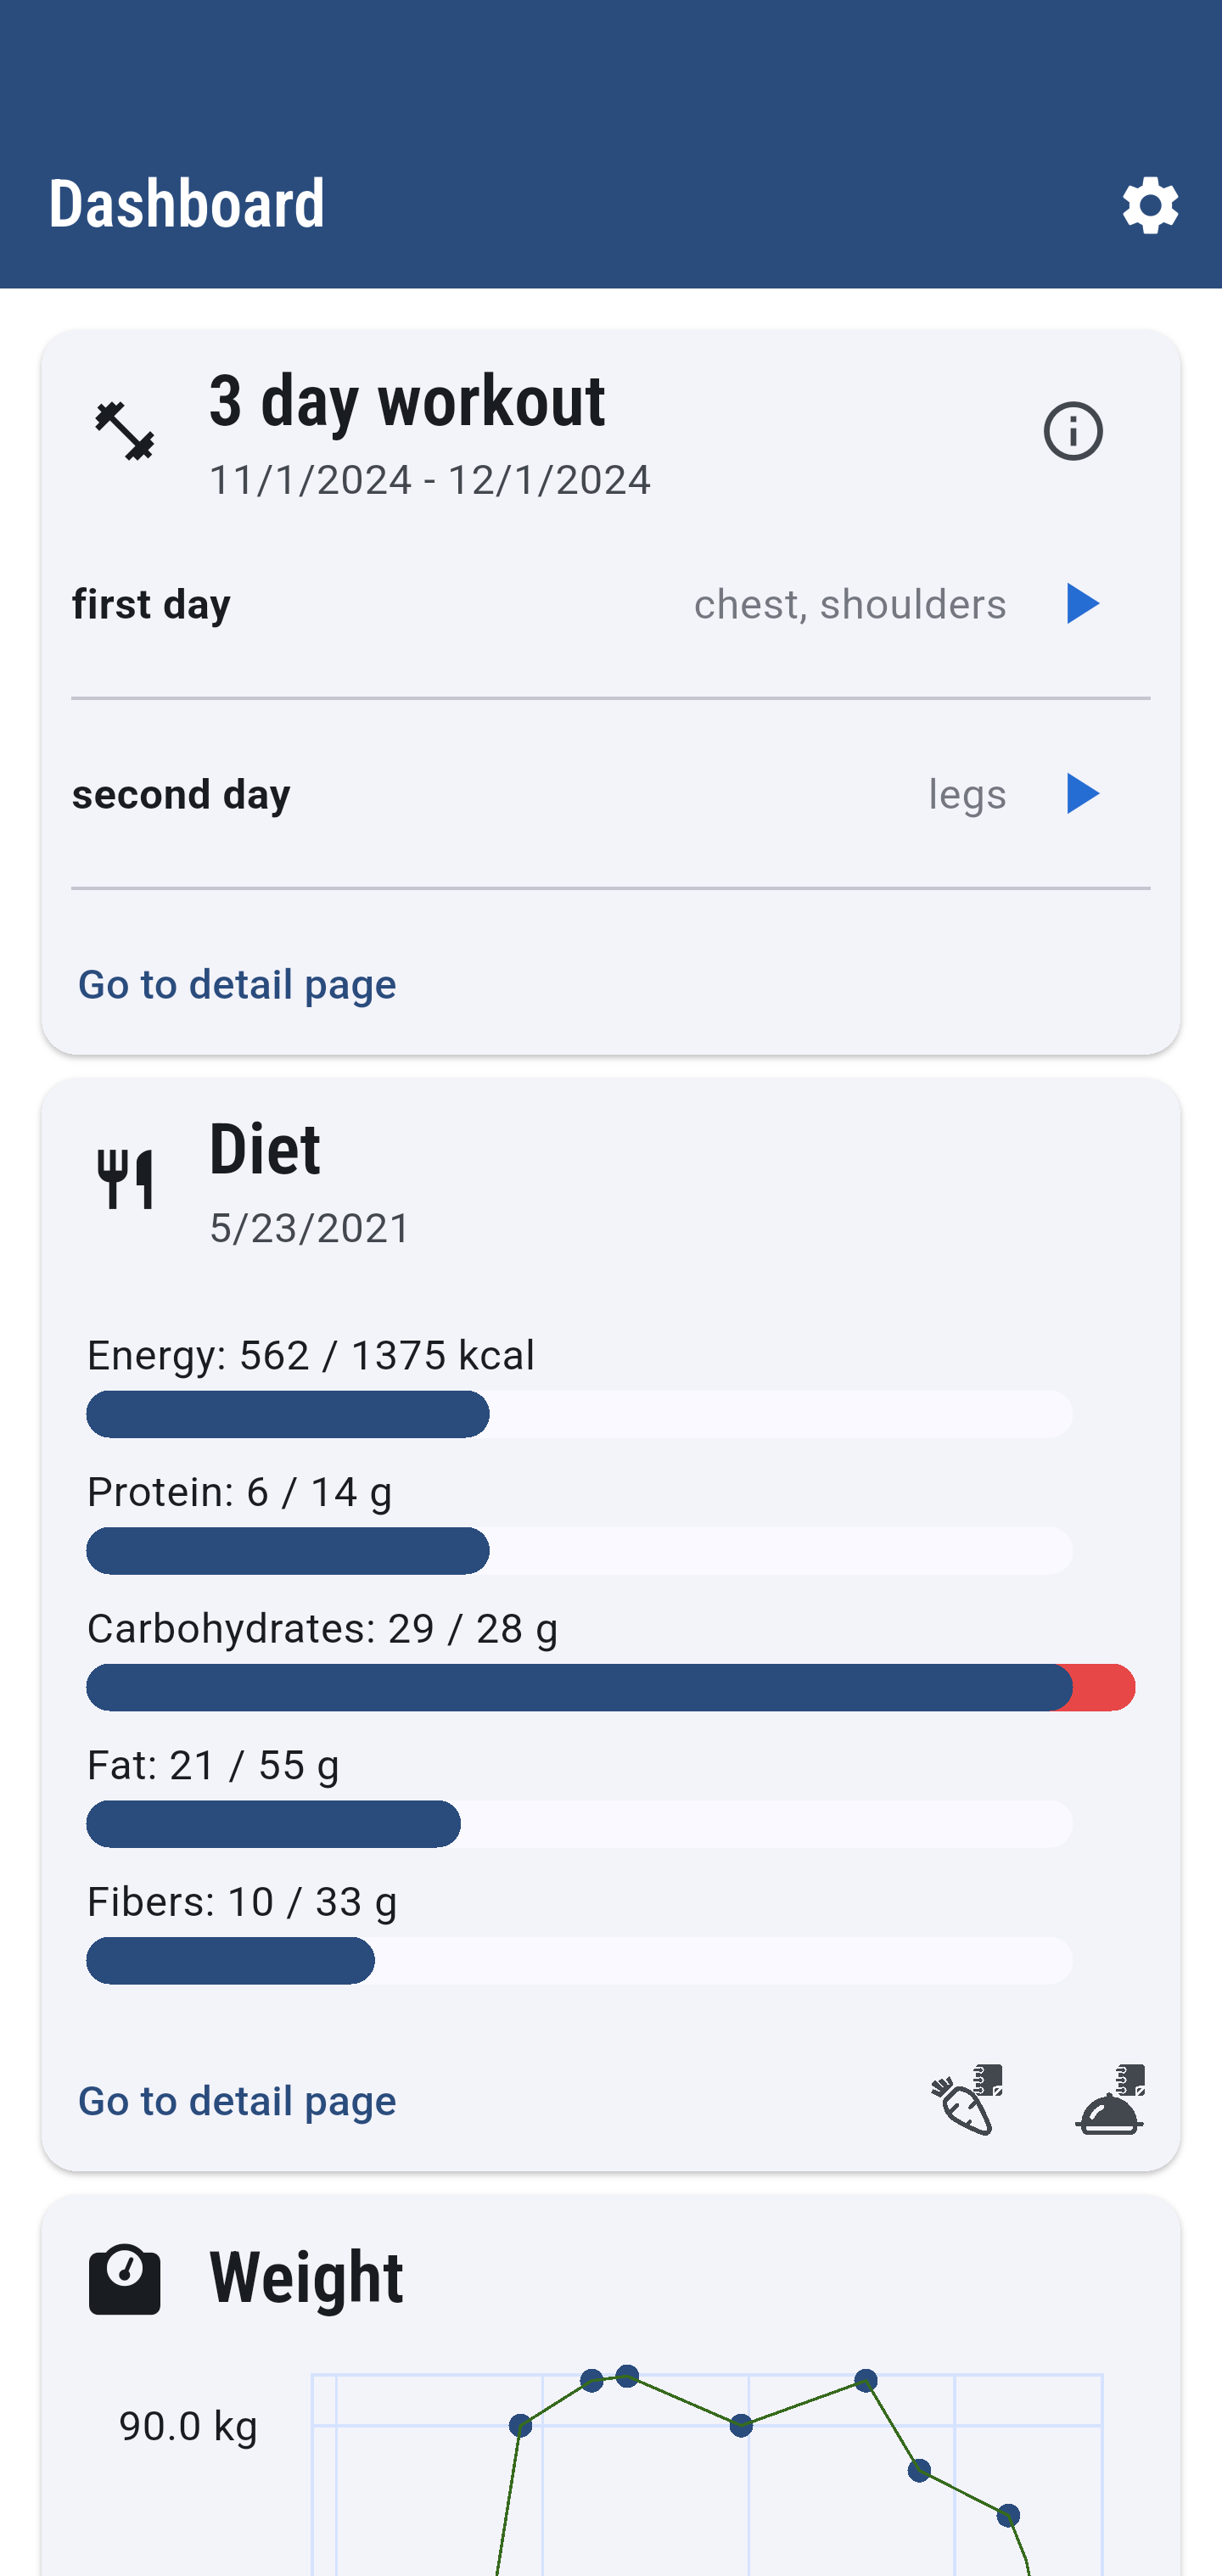 Dashboard
3 day workout
11/1/2024 - 12/1/2024
first day chest, shoulders
second day legs
Go to detail page
Diet
5/23/2021
Energy: 562 / 1375 kcal
Protein: 6 / 14 g
Carbohydrates: 29 / 28 g
Fat: 21 / 55 g
Fibers: 10 / 33 g
Go to detail page
Weight
90.0 kg